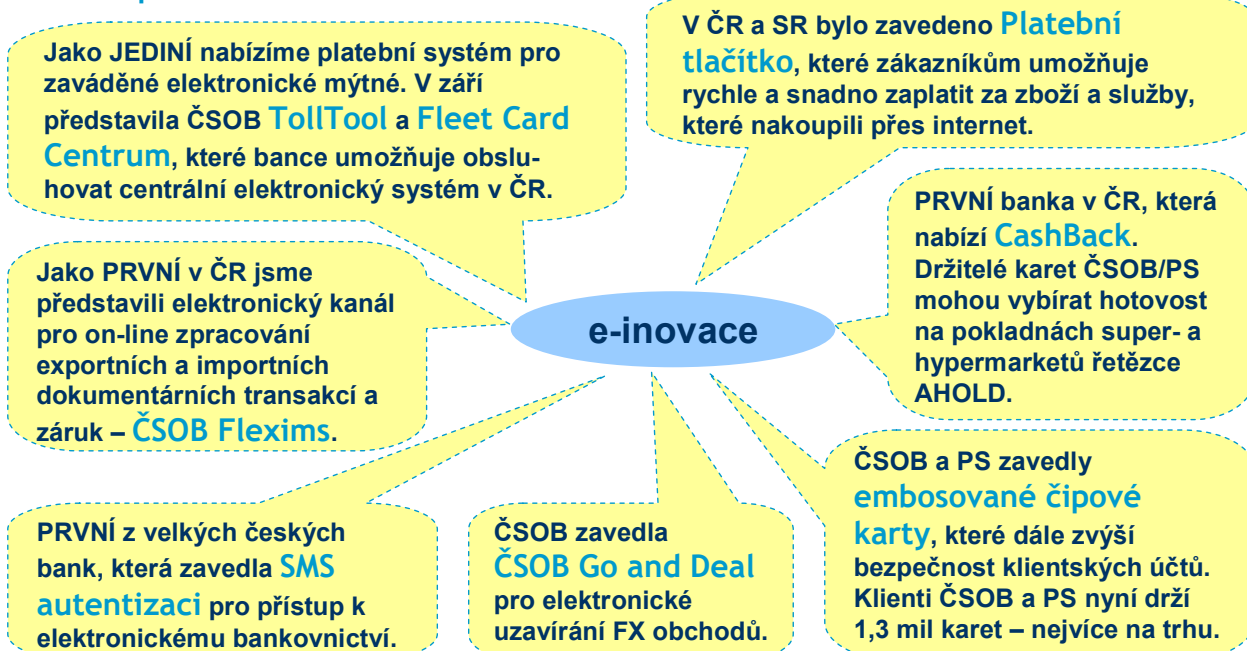 Jako JEDINÍ nabízíme platební systém pro
zaváděné elektronické mýtné. V září
představila ČSOB TollTool a Fleet Card
Centrum, které bance umožňuje obslu-
hovat centrální elektronický systém v ČR.
V ČR a SR bylo zavedeno Platební
tlačítko, které zákazníkům umožňuje
rychle a snadno zaplatit za zboží a služby,
které nakoupili přes internet.
Jako PRVNÍ v ČR jsme
představili elektronický kanál
pro on-line zpracování
exportních a importních
dokumentárních transakcí a
záruk – ČSOB Flexims.
e-inovace
PRVNÍ banka v ČR, která
nabízí CashBack.
Držitelé karet ČSOB/PS
mohou vybírat hotovost
na pokladnách super- a
hypermarketů řetězce
AHOLD.
PRVNÍ z velkých českých
bank, která zavedla SMS
autentizaci pro přístup k
elektronickému bankovnictví.
ČSOB zavedla
ČSOB Go and Deal
pro elektronické
uzavírání FX obchodů.
ČSOB a PS zavedly
embosované čipové
karty, které dále zvýší
bezpečnost klientských účtů.
Klienti ČSOB a PS nyní drží
1,3 mil karet – nejvíce na trhu.